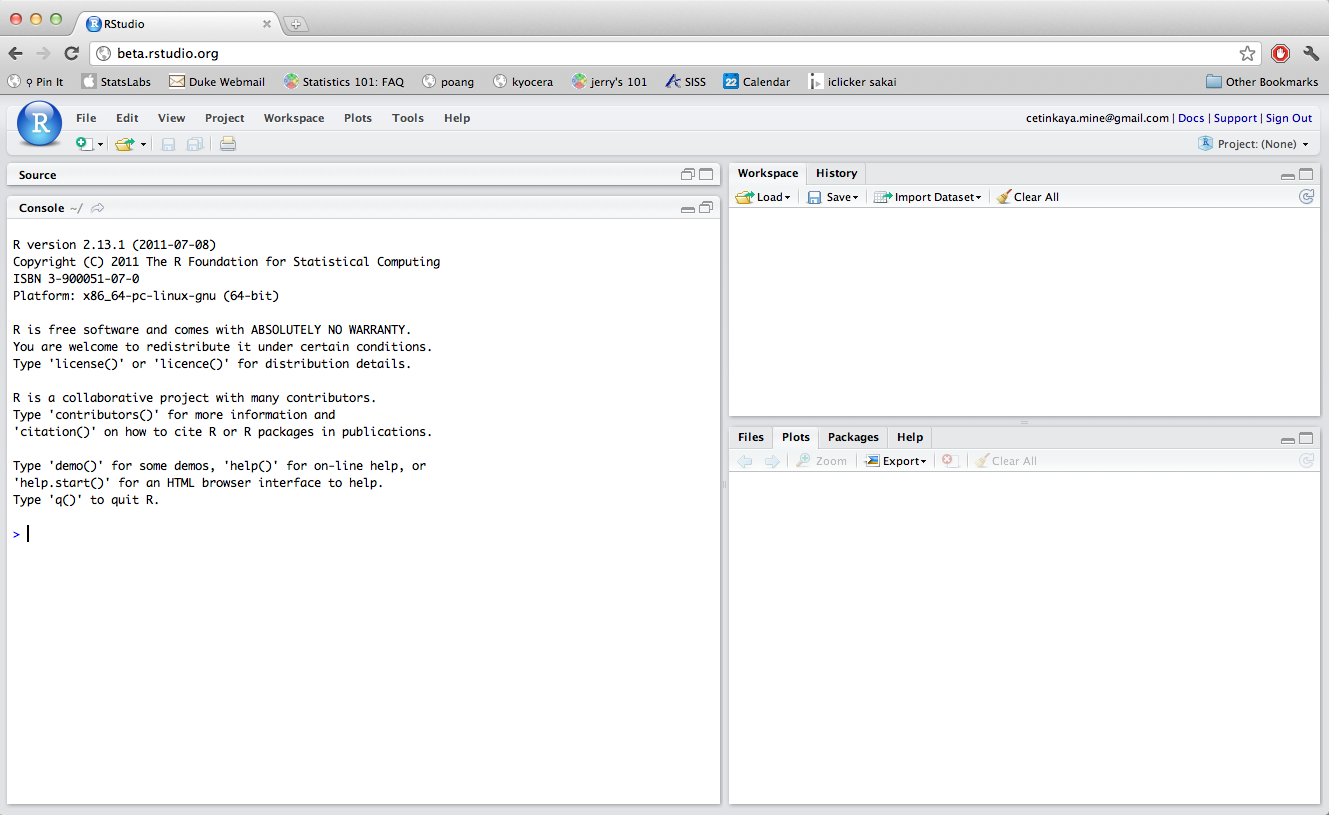 RStudio
beta.rstudio.org
Pin It StatsLabs Duke Webmail Statistics 101: FAQ poang kyocera jerry's 101 SISS 22 Calendar iclicker sakai Other Bookmarks
R File Edit View Project Workspace Plots Tools Help cetinkaya.mine@gmail.com | Docs | Support | Sign Out
Project: (None)
Source
Workspace History
Console ~/
Load Save Import Dataset Clear All
R version 2.13.1 (2011-07-08)
Copyright (C) 2011 The R Foundation for Statistical Computing
ISBN 3-900051-07-0
Platform: x86_64-pc-linux-gnu (64-bit)
R is free software and comes with ABSOLUTELY NO WARRANTY.
You are welcome to redistribute it under certain conditions.
Type 'license()' or 'licence()' for distribution details.
R is a collaborative project with many contributors.
Type 'contributors()' for more information and
'citation()' on how to cite R or R packages in publications.
Type 'demo()' for some demos, 'help()' for on-line help, or
'help.start()' for an HTML browser interface to help.
Type 'q()' to quit R.
>
Files Plots Packages Help
Zoom Export Clear All